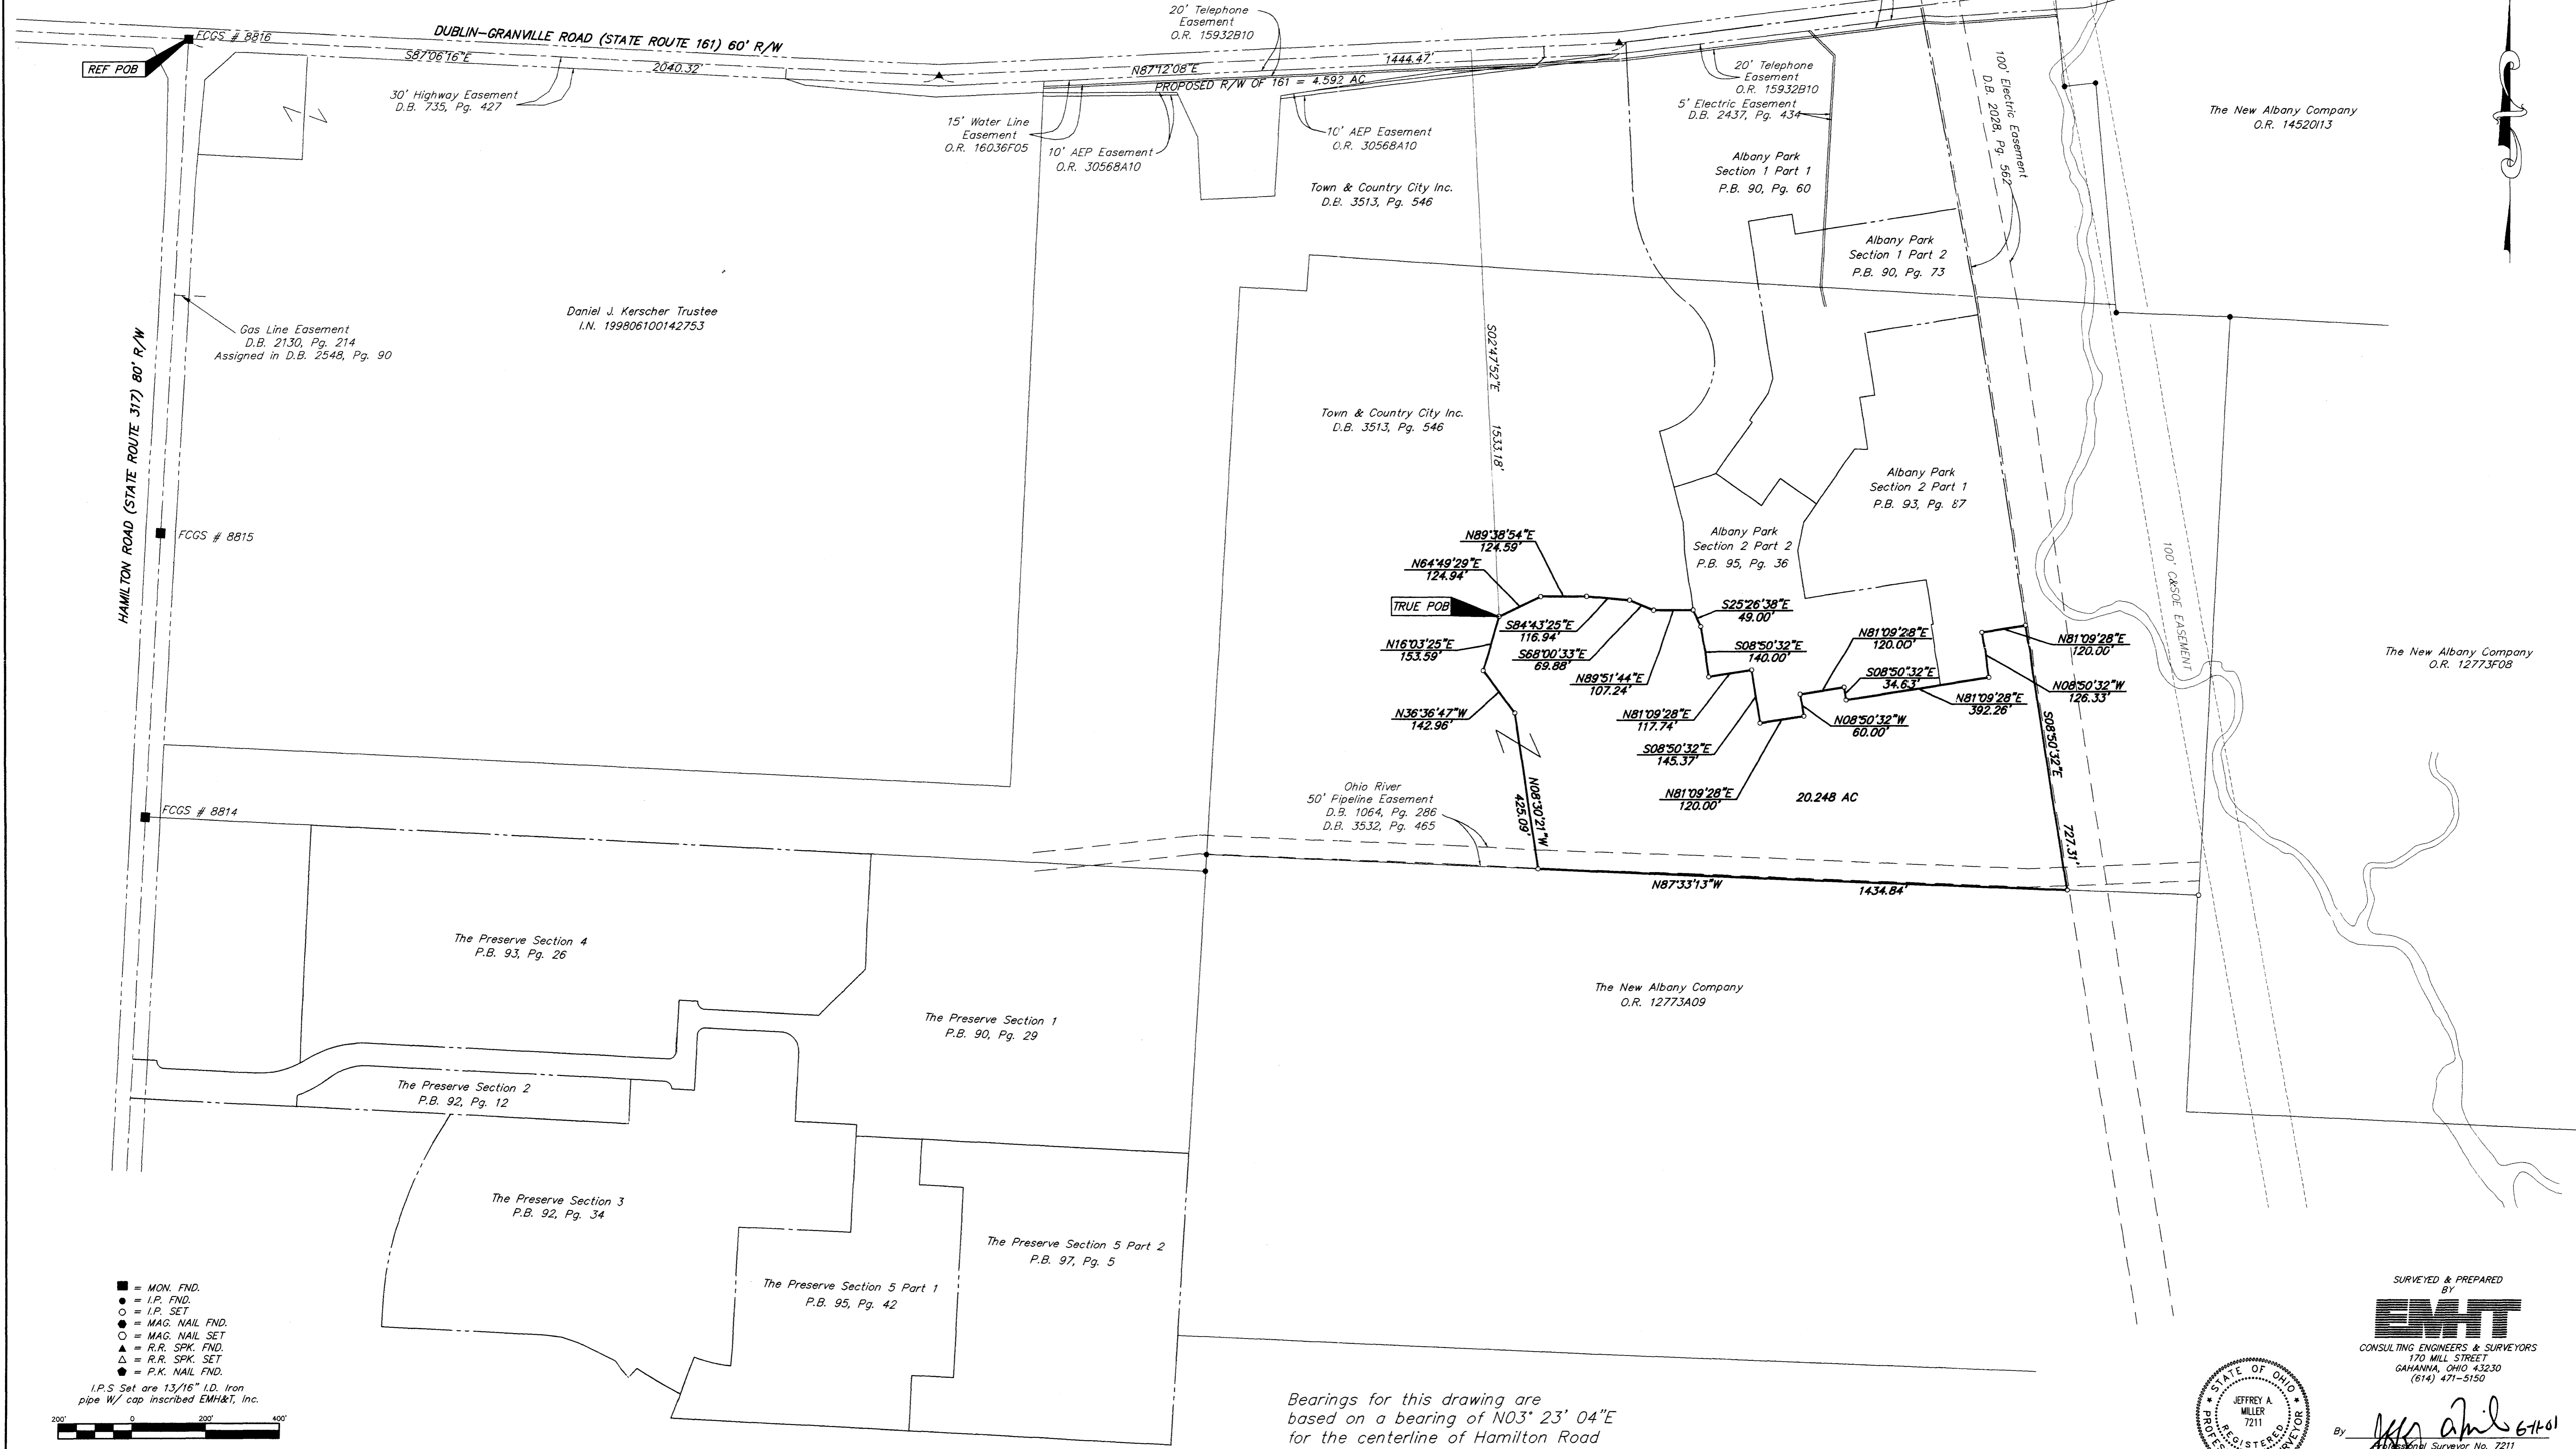 FCGS # 8816
REF POB
DUBLIN-GRANVILLE ROAD (STATE ROUTE 161) 60' R/W
S87°06'16"E
2040.32'
30' Highway Easement
D.B. 735, Pg. 427
20' Telephone
Easement
O.R. 15932B10
N87°12'08"E
1444.47'
PROPOSED R/W OF 161 = 4.592 AC
15' Water Line
Easement
O.R. 16036F05
10' AEP Easement
O.R. 30568A10
10' AEP Easement
O.R. 30568A10
20' Telephone
Easement
O.R. 15932B10
5' Electric Easement
D.B. 2437, Pg. 434
100' Electric Easement
D.B. 2028, Pg. 562
The New Albany Company
O.R. 14520I13
Town & Country City Inc.
D.B. 3513, Pg. 546
Albany Park
Section 1 Part 1
P.B. 90, Pg. 60
Albany Park
Section 1 Part 2
P.B. 90, Pg. 73
Daniel J. Kerscher Trustee
I.N. 199806100142753
Gas Line Easement
D.B. 2130, Pg. 214
Assigned in D.B. 2548, Pg. 90
HAMILTON ROAD (STATE ROUTE 317) 80' R/W
S02°47'52"E
1533.18'
Town & Country City Inc.
D.B. 3513, Pg. 546
Albany Park
Section 2 Part 1
P.B. 93, Pg. 87
FCGS # 8815
Albany Park
Section 2 Part 2
P.B. 95, Pg. 36
100' C&SOE EASEMENT
N89°38'54"E
124.59'
N64°49'29"E
124.94'
TRUE POB
S84°43'25"E
116.94'
S68°00'33"E
69.88'
N89°51'44"E
107.24'
S25°26'38"E
49.00'
S08°50'32"E
140.00'
N81°09'28"E
120.00'
S08°50'32"E
34.63'
N81°09'28"E
120.00'
N08°50'32"W
126.33'
N81°09'28"E
392.26'
N16°03'25"E
153.59'
N36°36'47"W
142.96'
N81°09'28"E
117.74'
N08°50'32"W
60.00'
S08°50'32"E
145.37'
N81°09'28"E
120.00'
20.248 AC
S08°50'32"E
727.31'
N08°30'21"W
425.09'
The New Albany Company
O.R. 12773F08
Ohio River
50' Pipeline Easement
D.B. 1064, Pg. 286
D.B. 3532, Pg. 465
FCGS # 8814
N87°33'13"W
1434.84'
The Preserve Section 4
P.B. 93, Pg. 26
The Preserve Section 1
P.B. 90, Pg. 29
The New Albany Company
O.R. 12773A09
The Preserve Section 2
P.B. 92, Pg. 12
The Preserve Section 3
P.B. 92, Pg. 34
The Preserve Section 5 Part 2
P.B. 97, Pg. 5
The Preserve Section 5 Part 1
P.B. 95, Pg. 42
= MON. FND.
= I.P. FND.
= I.P. SET
= MAG. NAIL FND.
= MAG. NAIL SET
= R.R. SPK. FND.
= R.R. SPK. SET
= P.K. NAIL FND.
I.P.S Set are 13/16" I.D. Iron
pipe W/ cap inscribed EMH&T, Inc.
200' 0 200' 400'
Bearings for this drawing are
based on a bearing of N03° 23' 04"E
for the centerline of Hamilton Road
SURVEYED & PREPARED
BY
EMHT
CONSULTING ENGINEERS & SURVEYORS
170 MILL STREET
GAHANNA, OHIO 43230
(614) 471-5150
STATE OF OHIO
JEFFREY A.
MILLER
7211
REGISTERED
By
Professional Surveyor No. 7211